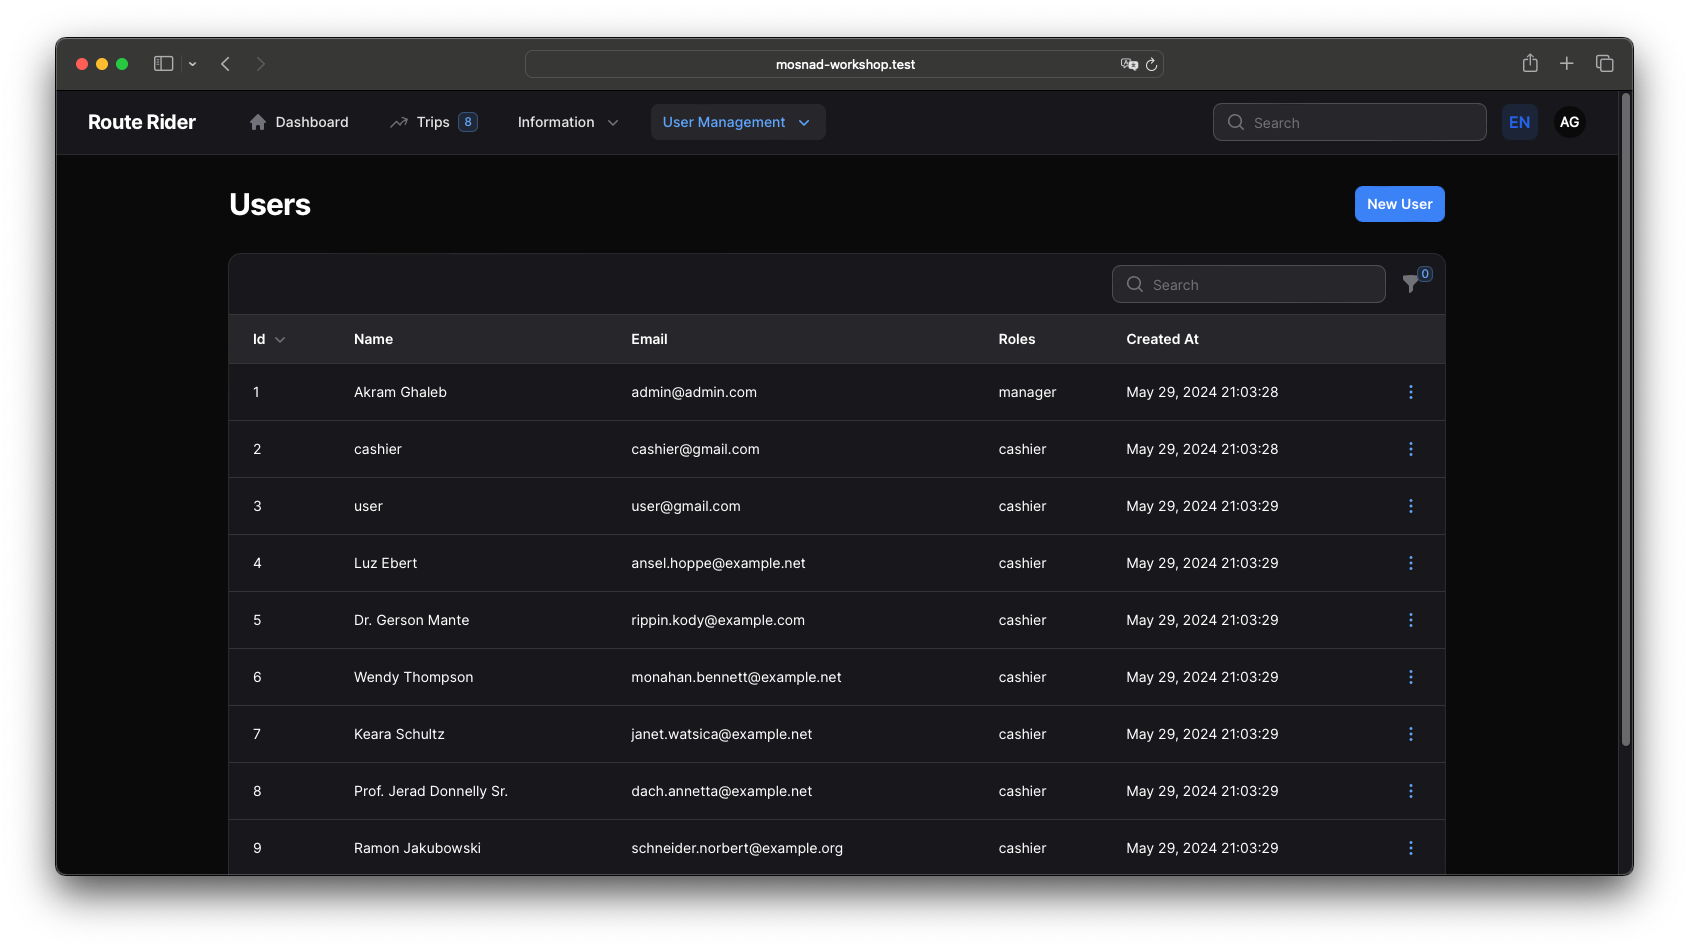 mosnad-workshop.test
Route Rider Dashboard Trips 8 Information User Management Search EN AG
Users New User
Search 0
Id Name Email Roles Created At
1 Akram Ghaleb admin@admin.com manager May 29, 2024 21:03:28
2 cashier cashier@gmail.com cashier May 29, 2024 21:03:28
3 user user@gmail.com cashier May 29, 2024 21:03:29
4 Luz Ebert ansel.hoppe@example.net cashier May 29, 2024 21:03:29
5 Dr. Gerson Mante rippin.kody@example.com cashier May 29, 2024 21:03:29
6 Wendy Thompson monahan.bennett@example.net cashier May 29, 2024 21:03:29
7 Keara Schultz janet.watsica@example.net cashier May 29, 2024 21:03:29
8 Prof. Jerad Donnelly Sr. dach.annetta@example.net cashier May 29, 2024 21:03:29
9 Ramon Jakubowski schneider.norbert@example.org cashier May 29, 2024 21:03:29